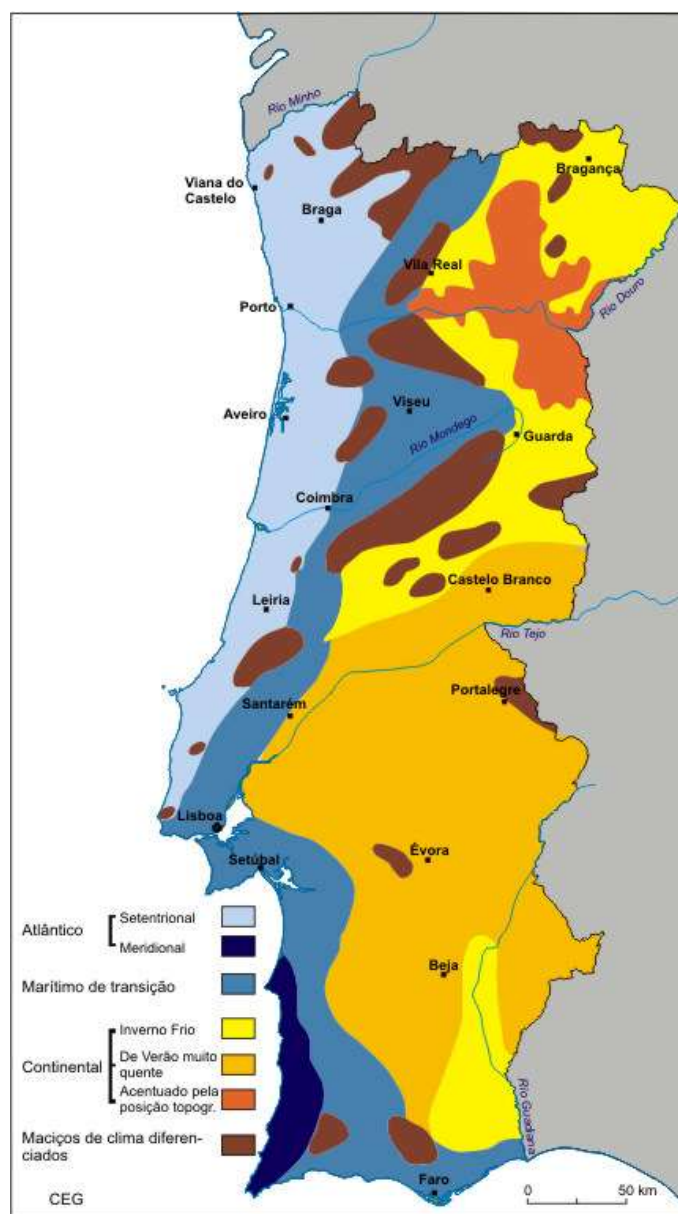 Rio Minho
Bragança
Viana do
Castelo
Braga
Vila Real
Porto
Rio Douro
Viseu
Aveiro
Rio Mondego
Guarda
Coimbra
Castelo Branco
Leiria
Rio Tejo
Portalegre
Santarém
Lisboa
Évora
Setúbal
Beja
Rio Guadiana
Faro
Atlântico
Setentrional
Meridional
Marítimo de transição
Continental
Inverno Frio
De Verão muito
quente
Acentuado pela
posição topogr.
Maciços de clima diferen-
ciados
CEG
0 50 km